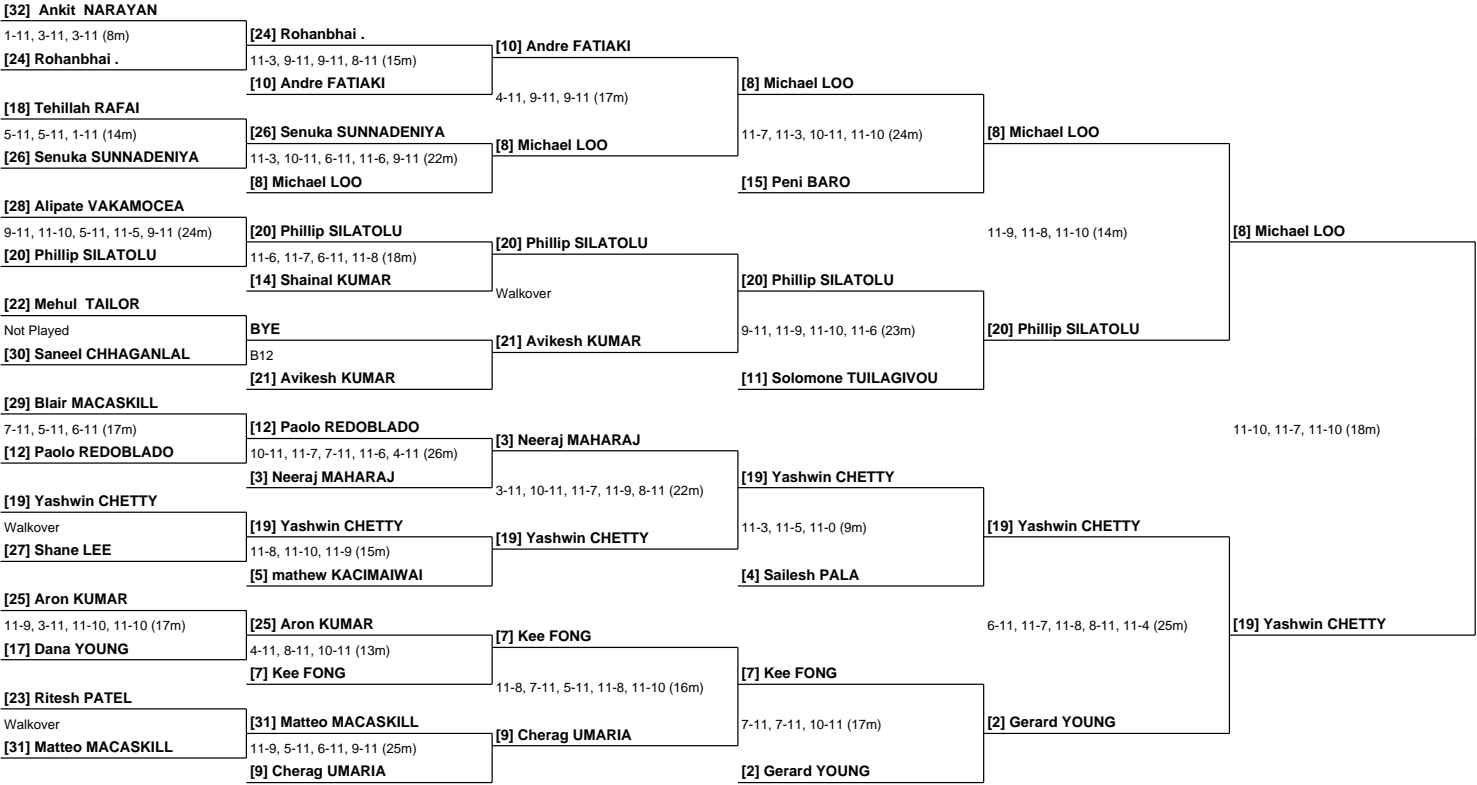 [32] Ankit NARAYAN
1-11, 3-11, 3-11 (8m)
[24] Rohanbhai .
[18] Tehillah RAFAI
5-11, 5-11, 1-11 (14m)
[26] Senuka SUNNADENIYA
[28] Alipate VAKAMOCEA
9-11, 11-10, 5-11, 11-5, 9-11 (24m)
[20] Phillip SILATOLU
[22] Mehul TAILOR
Not Played
[30] Saneel CHHAGANLAL
[29] Blair MACASKILL
7-11, 5-11, 6-11 (17m)
[12] Paolo REDOBLADO
[19] Yashwin CHETTY
Walkover
[27] Shane LEE
[25] Aron KUMAR
11-9, 3-11, 11-10, 11-10 (17m)
[17] Dana YOUNG
[23] Ritesh PATEL
Walkover
[31] Matteo MACASKILL
[24] Rohanbhai .
11-3, 9-11, 9-11, 8-11 (15m)
[10] Andre FATIAKI
[26] Senuka SUNNADENIYA
11-3, 10-11, 6-11, 11-6, 9-11 (22m)
[8] Michael LOO
[20] Phillip SILATOLU
11-6, 11-7, 6-11, 11-8 (18m)
[14] Shainal KUMAR
BYE
B12
[21] Avikesh KUMAR
[12] Paolo REDOBLADO
10-11, 11-7, 7-11, 11-6, 4-11 (26m)
[3] Neeraj MAHARAJ
[19] Yashwin CHETTY
11-8, 11-10, 11-9 (15m)
[5] mathew KACIMAIWAI
[25] Aron KUMAR
4-11, 8-11, 10-11 (13m)
[7] Kee FONG
[31] Matteo MACASKILL
11-9, 5-11, 6-11, 9-11 (25m)
[9] Cherag UMARIA
[10] Andre FATIAKI
4-11, 9-11, 9-11 (17m)
[8] Michael LOO
[20] Phillip SILATOLU
Walkover
[21] Avikesh KUMAR
[3] Neeraj MAHARAJ
3-11, 10-11, 11-7, 11-9, 8-11 (22m)
[19] Yashwin CHETTY
[7] Kee FONG
11-8, 7-11, 5-11, 11-8, 11-10 (16m)
[9] Cherag UMARIA
[8] Michael LOO
11-7, 11-3, 10-11, 11-10 (24m)
[15] Peni BARO
[20] Phillip SILATOLU
9-11, 11-9, 11-10, 11-6 (23m)
[11] Solomone TUILAGIVOU
[19] Yashwin CHETTY
11-3, 11-5, 11-0 (9m)
[4] Sailesh PALA
[7] Kee FONG
7-11, 7-11, 10-11 (17m)
[2] Gerard YOUNG
[8] Michael LOO
11-9, 11-8, 11-10 (14m)
[20] Phillip SILATOLU
[19] Yashwin CHETTY
6-11, 11-7, 11-8, 8-11, 11-4 (25m)
[2] Gerard YOUNG
[8] Michael LOO
11-10, 11-7, 11-10 (18m)
[19] Yashwin CHETTY